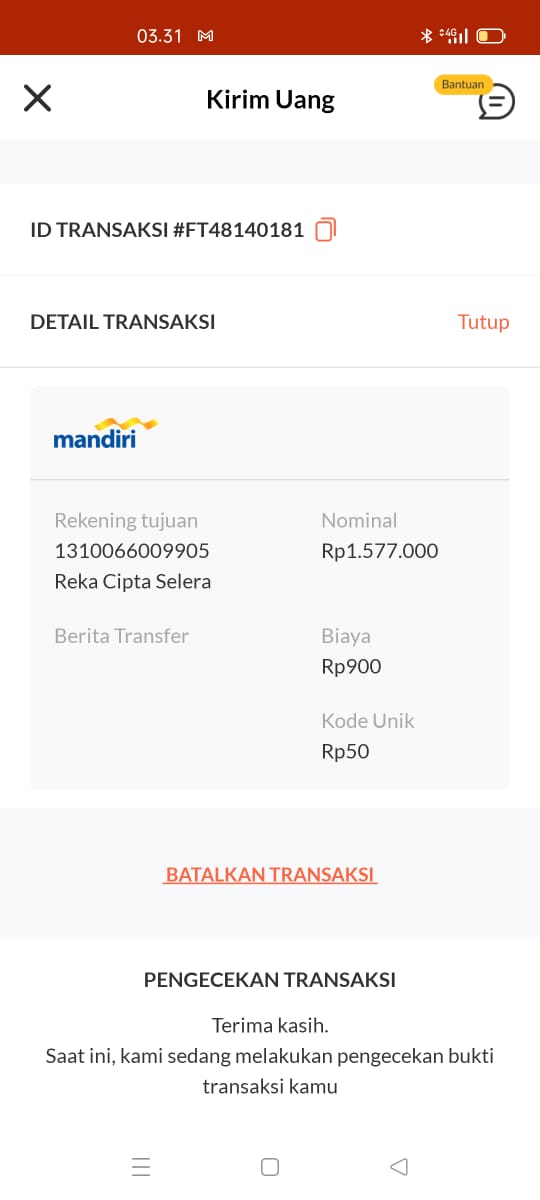 03.31
Kirim Uang
Bantuan
ID TRANSAKSI #FT48140181
DETAIL TRANSAKSI
Tutup
mandiri
Rekening tujuan
1310066009905
Reka Cipta Selera
Nominal
Rp1.577.000
Berita Transfer
Biaya
Rp900
Kode Unik
Rp50
BATALKAN TRANSAKSI
PENGECEKAN TRANSAKSI
Terima kasih.
Saat ini, kami sedang melakukan pengecekan bukti
transaksi kamu